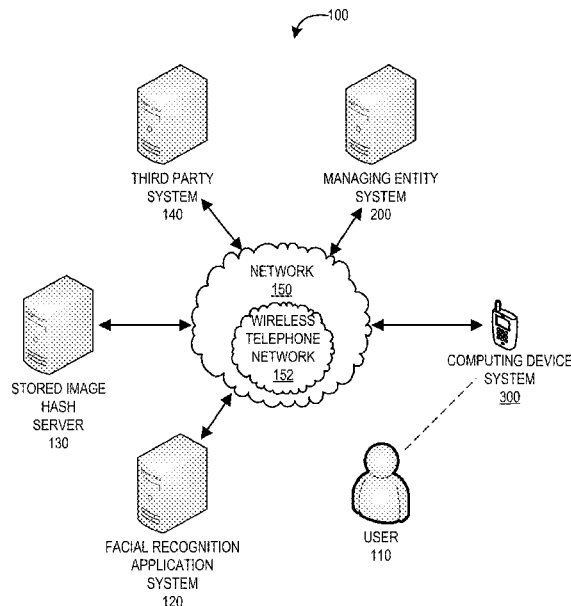 100
THIRD PARTY
SYSTEM
140
MANAGING ENTITY
SYSTEM
200
NETWORK
150
WIRELESS
TELEPHONE
NETWORK
152
STORED IMAGE
HASH
SERVER
130
COMPUTING DEVICE
SYSTEM
300
FACIAL RECOGNITION
APPLICATION
SYSTEM
120
USER
110